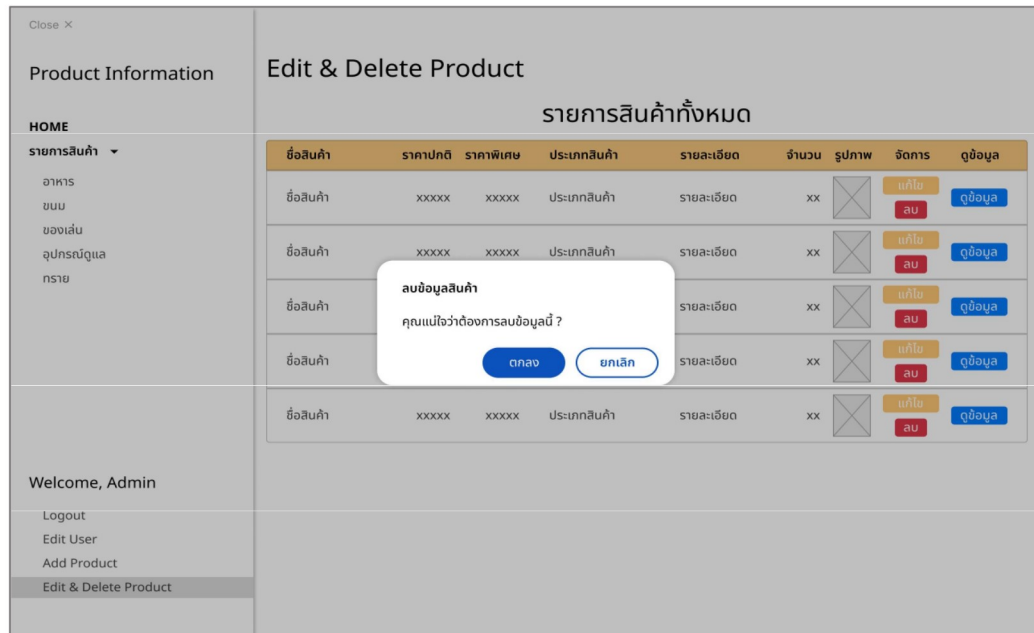 Close ×
Product Information
HOME
รายการสินค้า
อาหาร
ขนม
ของเล่น
อุปกรณ์ดูแล
ทราย
Welcome, Admin
Logout
Edit User
Add Product
Edit & Delete Product
Edit & Delete Product
รายการสินค้าทั้งหมด
ชื่อสินค้า ราคาปกติ ราคาพิเศษ ประเภทสินค้า รายละเอียด จำนวน รูปภาพ จัดการ ดูข้อมูล
ชื่อสินค้า xxxxx xxxxx ประเภทสินค้า รายละเอียด xx แก้ไข ลบ ดูข้อมูล
ชื่อสินค้า xxxxx xxxxx ประเภทสินค้า รายละเอียด xx แก้ไข ลบ ดูข้อมูล
ชื่อสินค้า รายละเอียด xx แก้ไข ลบ ดูข้อมูล
ชื่อสินค้า รายละเอียด xx แก้ไข ลบ ดูข้อมูล
ชื่อสินค้า xxxxx xxxxx ประเภทสินค้า รายละเอียด xx แก้ไข ลบ ดูข้อมูล
ลบข้อมูลสินค้า
คุณแน่ใจว่าต้องการลบข้อมูลนี้ ?
ตกลง ยกเลิก